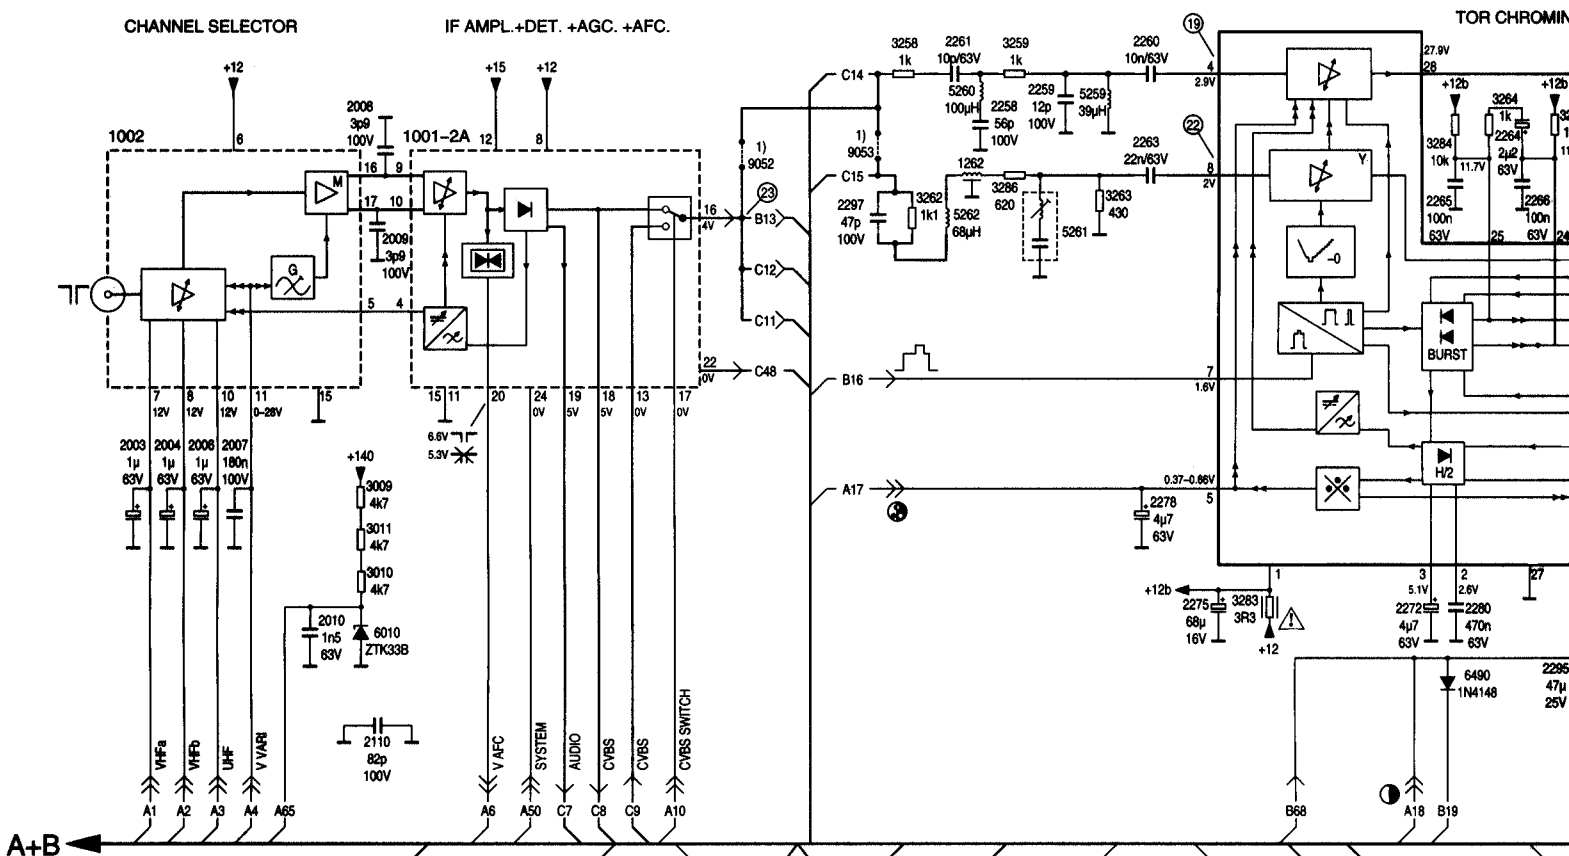 CHANNEL SELECTOR
IF AMPL.+DET. +AGC. +AFC.
TOR CHROMIN
+12
+15
+12
2008
3p9
100V
1002
6
1001-2A
12
8
16
9
M
17
10
2009
3p9
100V
G
5
4
16
4V
22
0V
7
12V
8
12V
10
12V
11
0-28V
15
15
11
20
24
0V
19
5V
18
5V
13
0V
17
0V
6.6V
5.3V
2003
1µ
63V
2004
1µ
63V
2006
1µ
63V
2007
180n
100V
+140
3009
4k7
3011
4k7
3010
4k7
2010
1n5
63V
6010
ZTK33B
2110
82p
100V
VHFa
VHFb
UHF
V VARI
V AFC
SYSTEM
AUDIO
CVBS
CVBS
CVBS SWITCH
A1
A2
A3
A4
A65
A6
A50
C7
C8
C9
A10
A+B
1)
9052
23
B13
C12
C11
C48
C14
1)
9053
C15
3258
1k
2261
10p/63V
3259
1k
5260
100µH
2258
56p
100V
2259
12p
100V
5259
39µH
2260
10n/63V
19
4
2.9V
2263
22n/63V
22
8
2V
2297
47p
100V
3262
1k1
5262
68µH
1262
3286
620
5261
3263
430
B16
7
1.6V
A17
0.37-0.66V
5
2278
4µ7
63V
27.9V
28
+12b
3284
10k
11.7V
3264
1k
2264
2µ2
63V
2265
100n
63V
2266
100n
63V
+12b
25
24
Y
-0
BURST
H/2
1
+12b
2275
68µ
16V
3283
3R3
+12
3
5.1V
2
2.6V
27
2272
4µ7
63V
2280
470n
63V
6490
1N4148
2295
47µ
25V
B68
A18
B19